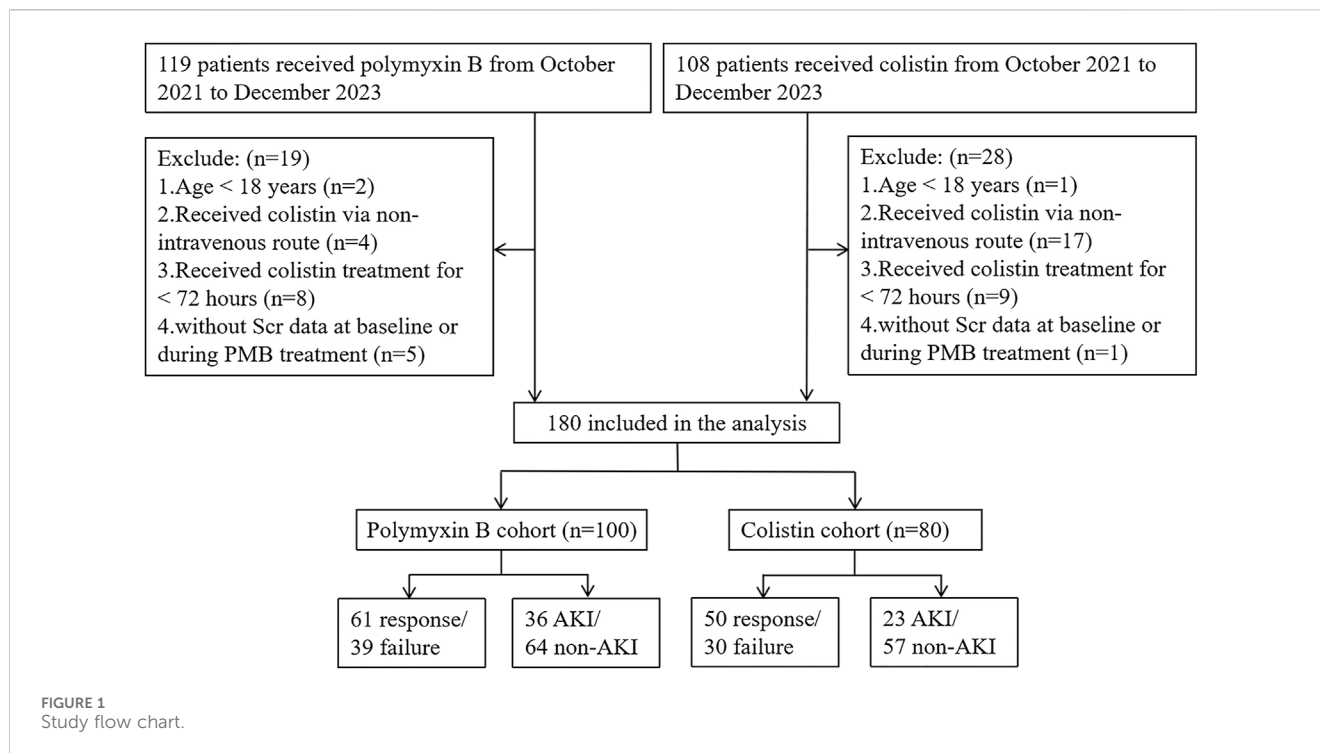 119 patients received polymyxin B from October
2021 to December 2023
108 patients received colistin from October 2021 to
December 2023
Exclude: (n=19)
1.Age < 18 years (n=2)
2.Received colistin via non-
intravenous route (n=4)
3.Received colistin treatment for
< 72 hours (n=8)
4.without Scr data at baseline or
during PMB treatment (n=5)
Exclude: (n=28)
1.Age < 18 years (n=1)
2.Received colistin via non-
intravenous route (n=17)
3.Received colistin treatment for
< 72 hours (n=9)
4.without Scr data at baseline or
during PMB treatment (n=1)
180 included in the analysis
Polymyxin B cohort (n=100)
Colistin cohort (n=80)
61 response/
39 failure
36 AKI/
64 non-AKI
50 response/
30 failure
23 AKI/
57 non-AKI
FIGURE 1
Study flow chart.